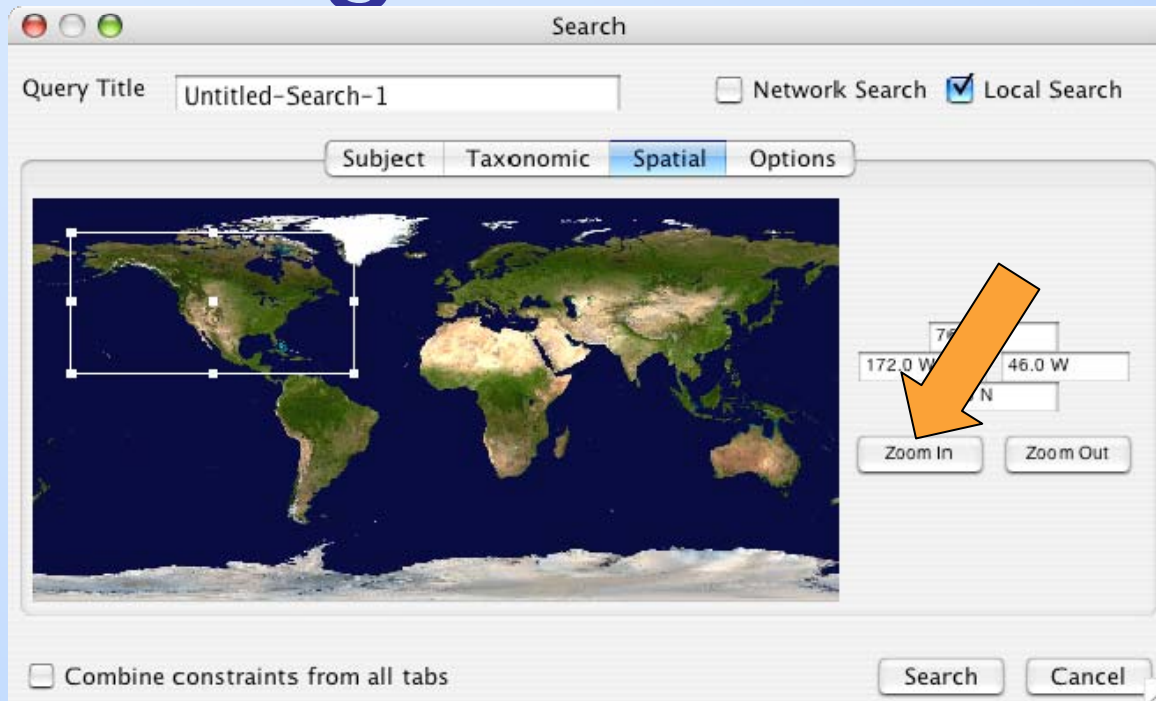 Search
Query Title
Untitled-Search-1
Network Search
Local Search
Subject
Taxonomic
Spatial
Options
172.0 W
46.0 W
N
Zoom In
Zoom Out
Combine constraints from all tabs
Search
Cancel